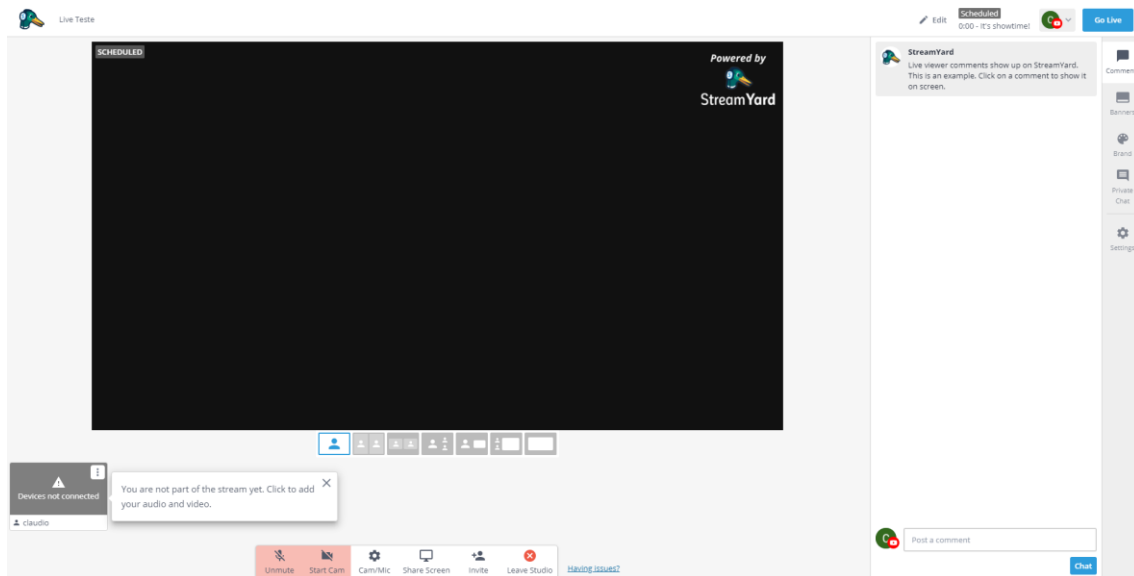 Live Teste
Edit
Scheduled
0:00 - It's showtime!
Go Live
SCHEDULED
Powered by
StreamYard
StreamYard
Live viewer comments show up on StreamYard.
This is an example. Click on a comment to show it
on screen.
Commen
Banners
Brand
Private
Chat
Settings
Devices not connected
claudio
You are not part of the stream yet. Click to add
your audio and video.
C
Post a comment
Chat
Unmute
Start Cam
Cam/Mic
Share Screen
Invite
Leave Studio
Having issues?